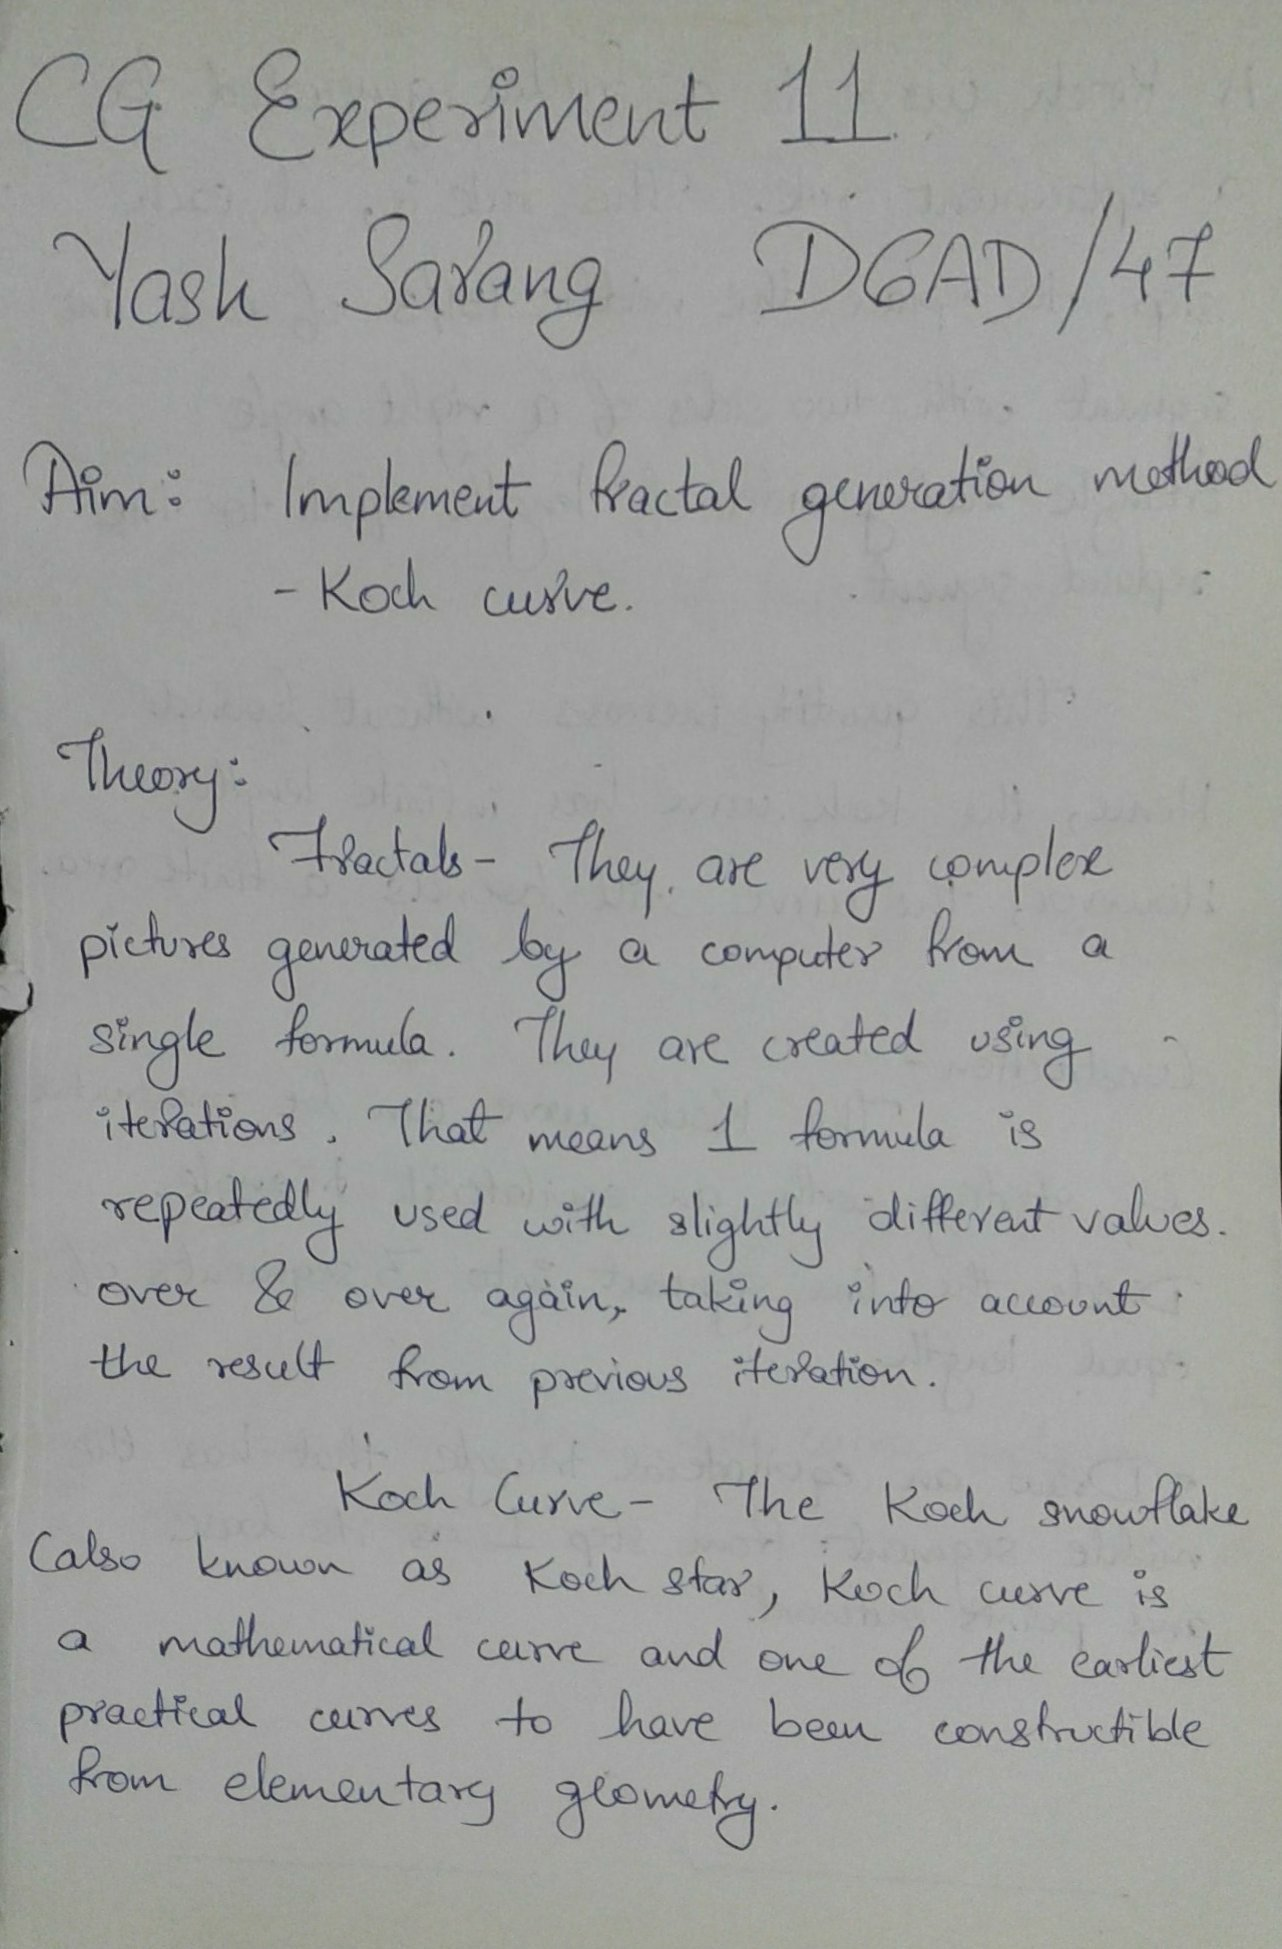 CG Experiment 11
Yash Sarang D6AD/47
Aim: Implement fractal generation method
- Koch curve.
Theory:
Fractals - They are very complex
pictures generated by a computer from a
single formula. They are created using
iterations. That means 1 formula is
repeatedly used with slightly different values.
over & over again, taking into account
the result from previous iteration.
Koch Curve - The Koch snowflake
(also known as Koch star, Koch curve is
a mathematical curve and one of the earliest
practical curves to have been constructible
from elementary geometry.